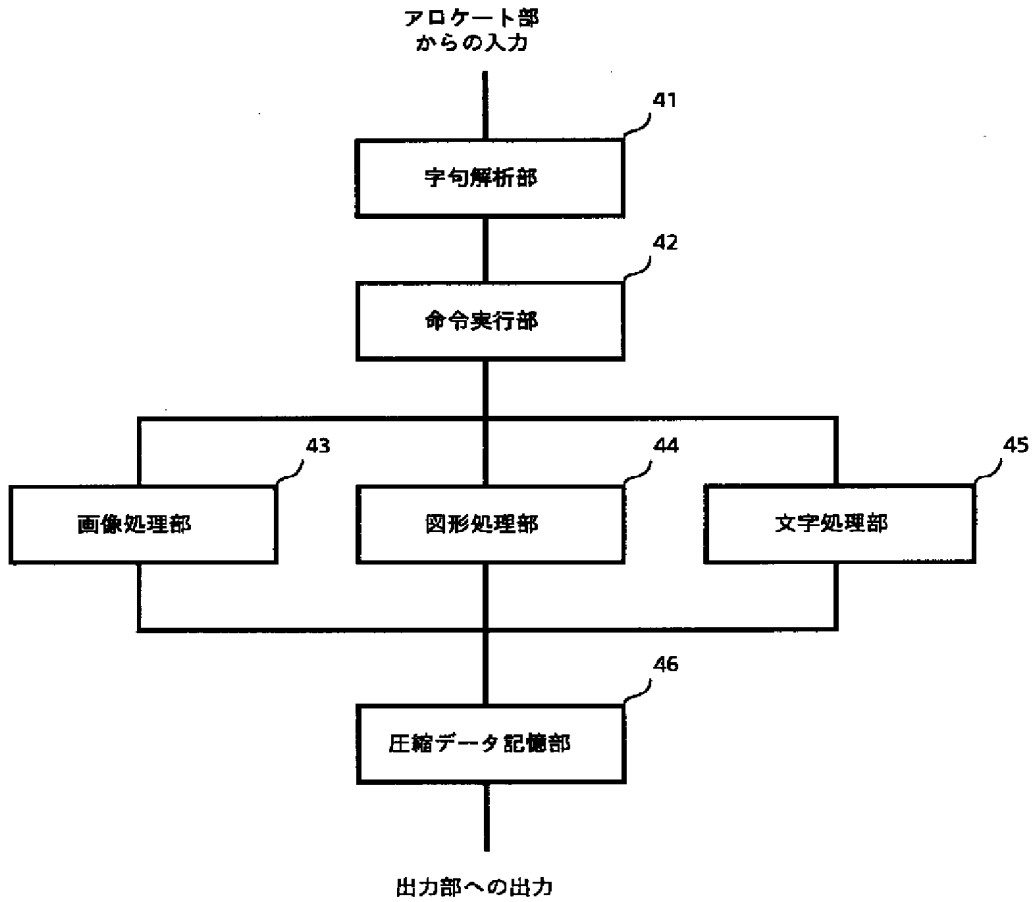 アロケート部
からの入力
41
字句解析部
42
命令実行部
43
44
45
画像処理部
図形処理部
文字処理部
46
圧縮データ記憶部
出力部への出力